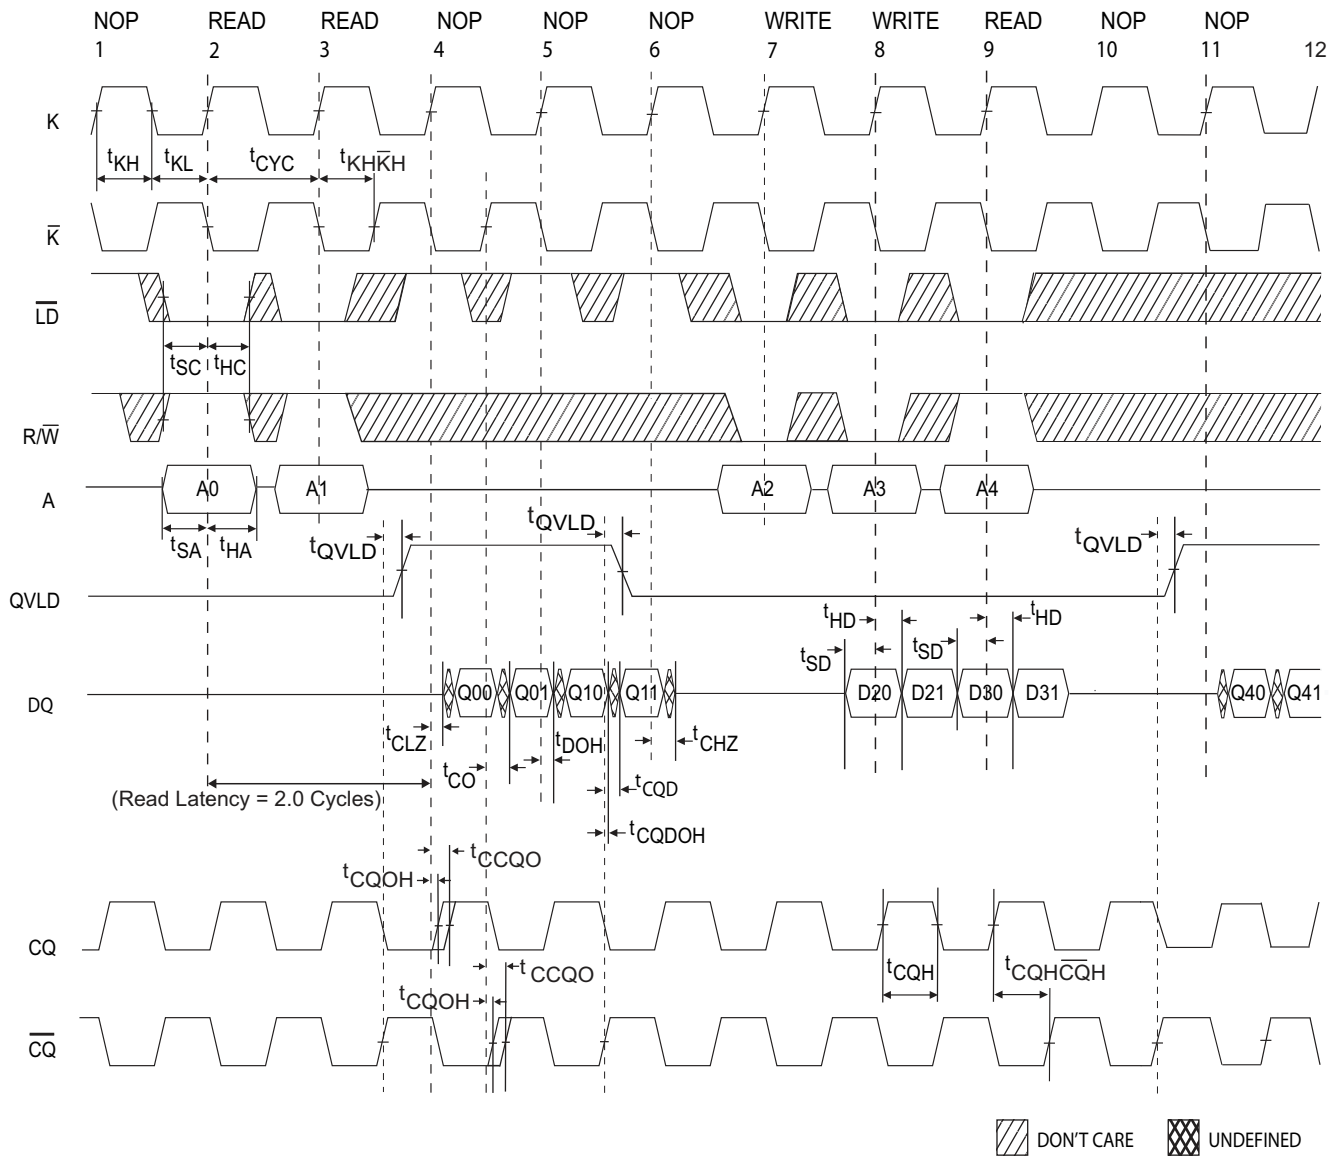 NOP READ READ NOP NOP NOP WRITE WRITE READ NOP NOP
1 2 3 4 5 6 7 8 9 10 11 12
K
tKH tKL tCYC tKHK̅H
K̅
L̅D̅
tSC tHC
R/W̅
A A0 A1 A2 A3 A4
tSA tHA tQVLD tQVLD tQVLD
QVLD
tHD tHD
tSD tSD
DQ Q00 Q01 Q10 Q11 D20 D21 D30 D31 Q40 Q41
tCLZ tDOH tCHZ
tCO tCQD
(Read Latency = 2.0 Cycles)
tCQDOH
tCCQO
tCQOH
CQ
tCCQO tCQH tCQHC̅Q̅H
tCQOH
C̅Q̅
DON'T CARE UNDEFINED